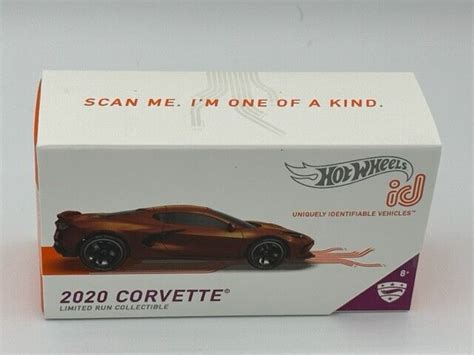 SCAN ME. I'M ONE OF A KIND.
HOT WHEELS
id
UNIQUELY IDENTIFIABLE VEHICLES™
2020 CORVETTE®
LIMITED RUN COLLECTIBLE
8+